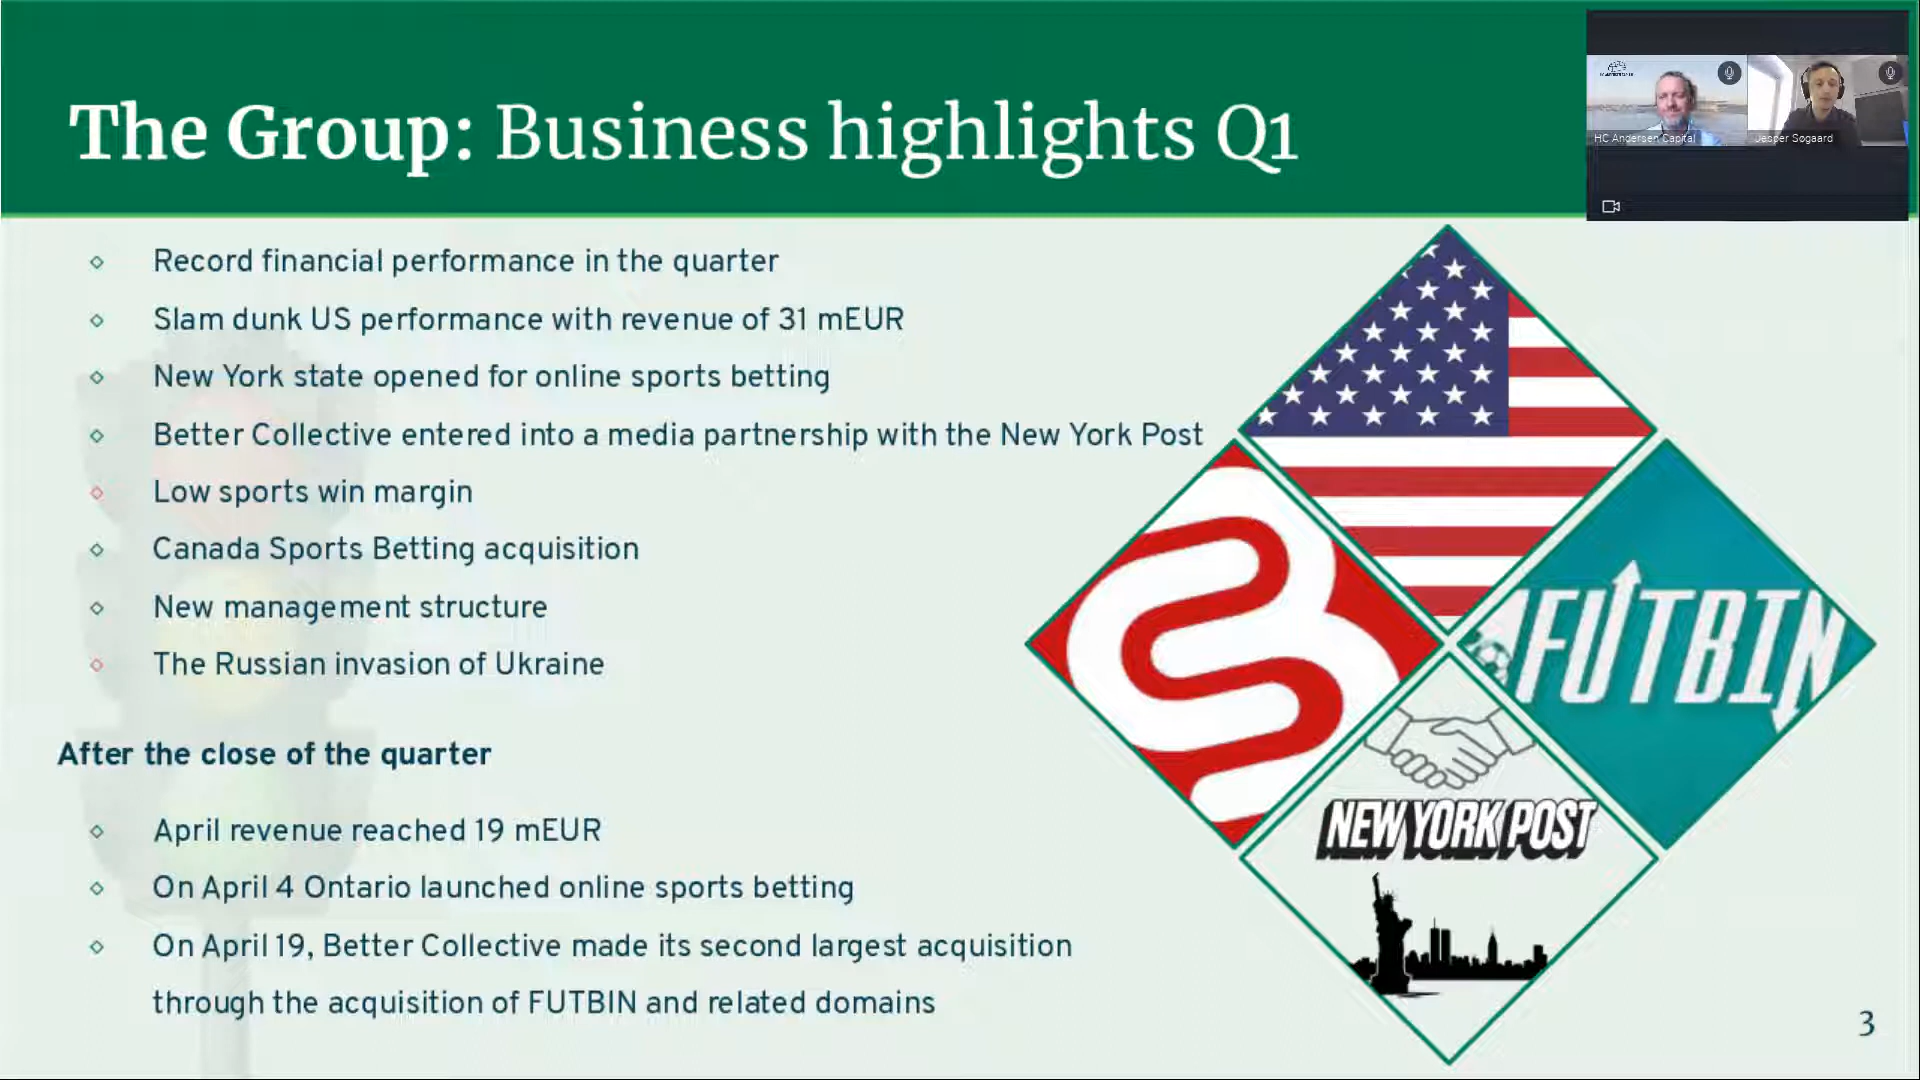 The Group: Business highlights Q1
HC Andersen Capital
Jesper Søgaard
Record financial performance in the quarter
Slam dunk US performance with revenue of 31 mEUR
New York state opened for online sports betting
Better Collective entered into a media partnership with the New York Post
Low sports win margin
Canada Sports Betting acquisition
New management structure
The Russian invasion of Ukraine
After the close of the quarter
April revenue reached 19 mEUR
On April 4 Ontario launched online sports betting
On April 19, Better Collective made its second largest acquisition
through the acquisition of FUTBIN and related domains
FUTBIN
NEW YORK POST
3